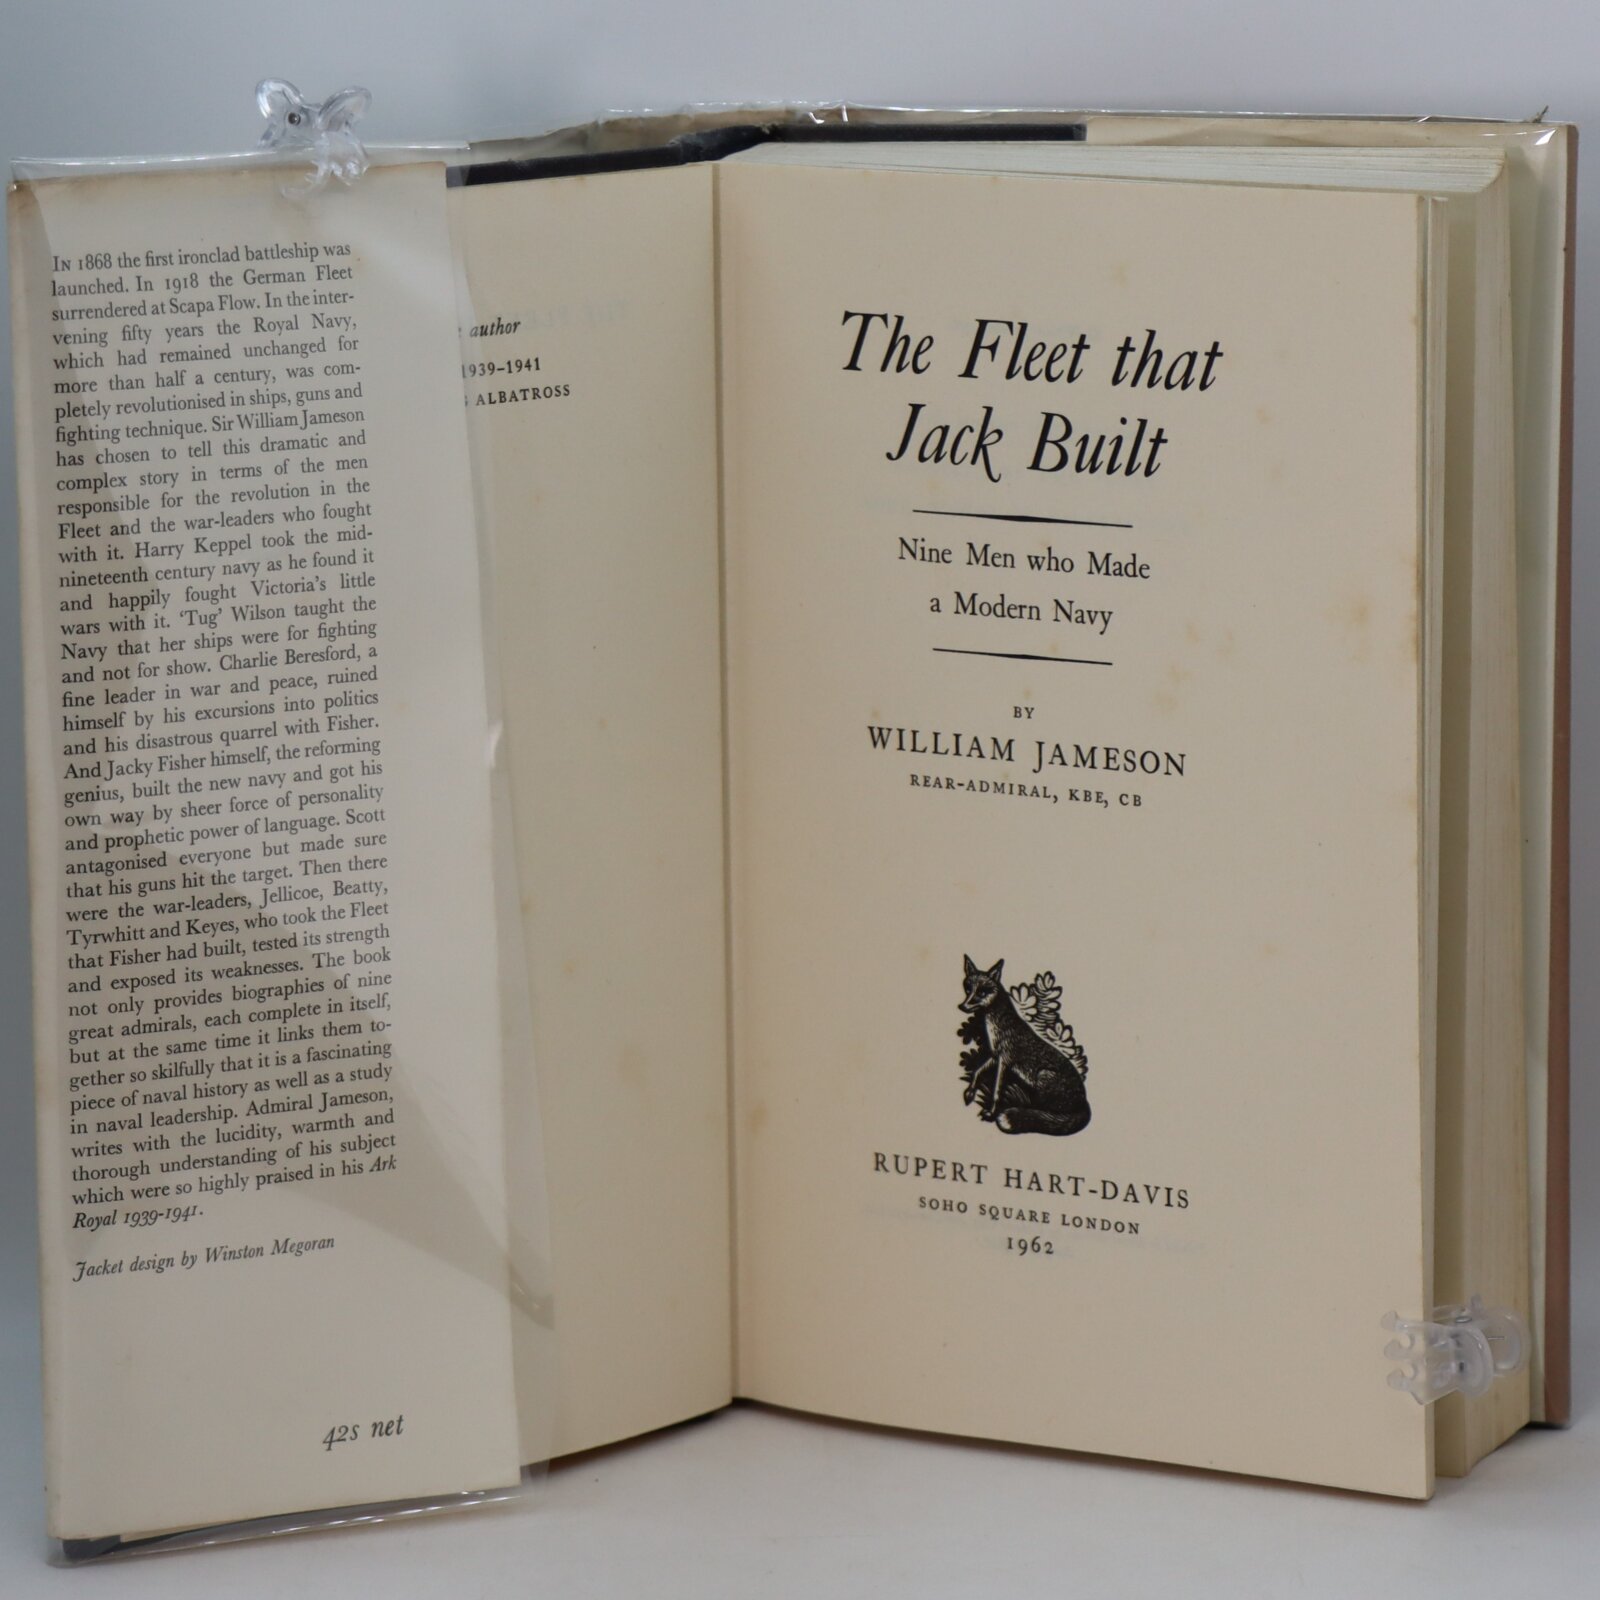 In 1868 the first ironclad battleship was
launched. In 1918 the German Fleet
surrendered at Scapa Flow. In the inter-
vening fifty years the Royal Navy,
which had remained unchanged for
more than half a century, was com-
pletely revolutionised in ships, guns and
fighting technique. Sir William Jameson
has chosen to tell this dramatic and
complex story in terms of the men
responsible for the revolution in the
Fleet and the war-leaders who fought
with it. Harry Keppel took the mid-
nineteenth century navy as he found it
and happily fought Victoria's little
wars with it. 'Tug' Wilson taught the
Navy that her ships were for fighting
and not for show. Charlie Beresford, a
fine leader in war and peace, ruined
himself by his excursions into politics
and his disastrous quarrel with Fisher.
And Jacky Fisher himself, the reforming
genius, built the new navy and got his
own way by sheer force of personality
and prophetic power of language. Scott
antagonised everyone but made sure
that his guns hit the target. Then there
were the war-leaders, Jellicoe, Beatty,
Tyrwhitt and Keyes, who took the Fleet
that Fisher had built, tested its strength
and exposed its weaknesses. The book
not only provides biographies of nine
great admirals, each complete in itself,
but at the same time it links them to-
gether so skilfully that it is a fascinating
piece of naval history as well as a study
in naval leadership. Admiral Jameson,
writes with the lucidity, warmth and
thorough understanding of his subject
which were so highly praised in his Ark
Royal 1939-1941.
Jacket design by Winston Megoran
42s net
author
1939–1941
ALBATROSS
The Fleet that
Jack Built
Nine Men who Made
a Modern Navy
BY
WILLIAM JAMESON
REAR-ADMIRAL, KBE, CB
RUPERT HART-DAVIS
SOHO SQUARE LONDON
1962